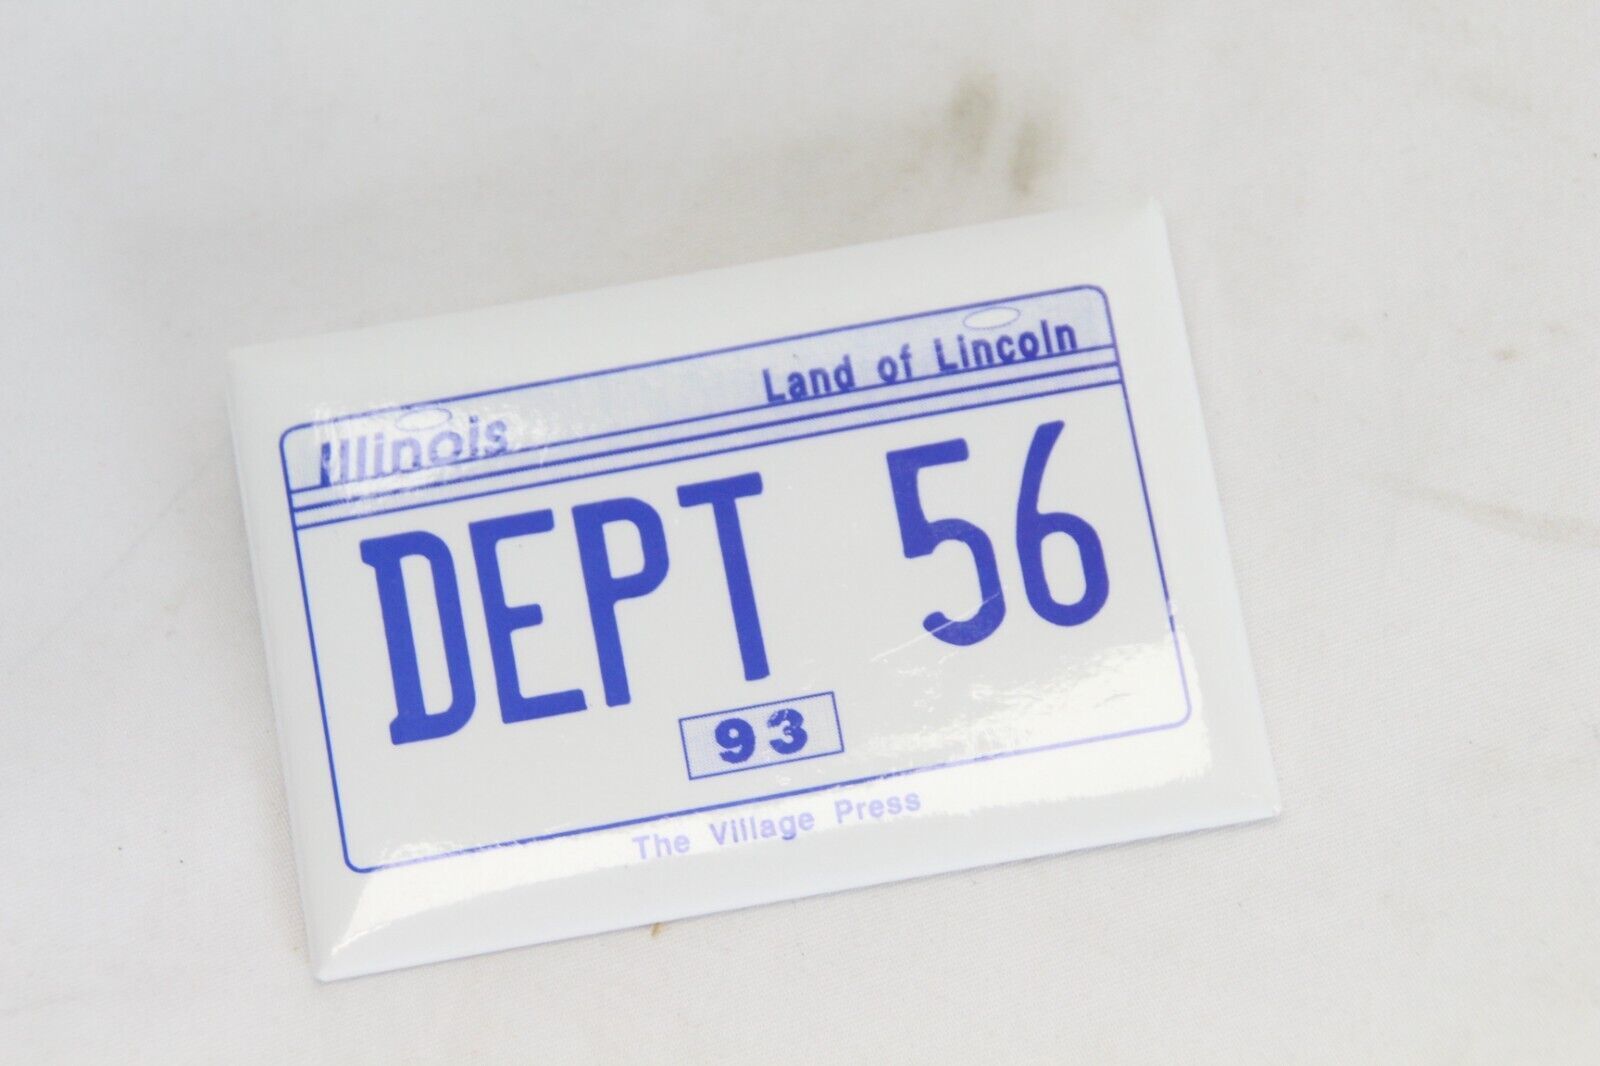 Illinois Land of Lincoln
DEPT 56
93
The Village Press